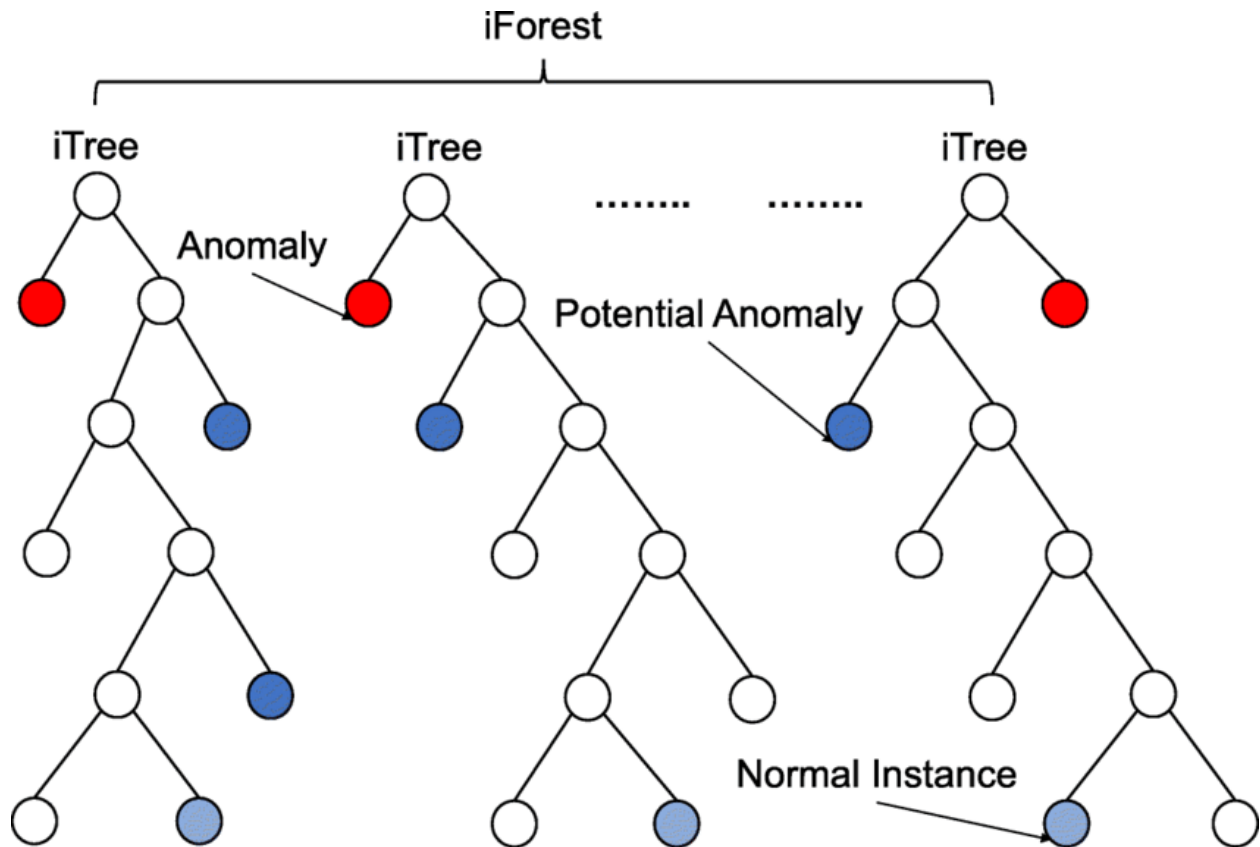 iForest
iTree iTree ........ ........ iTree
Anomaly
Potential Anomaly
Normal Instance